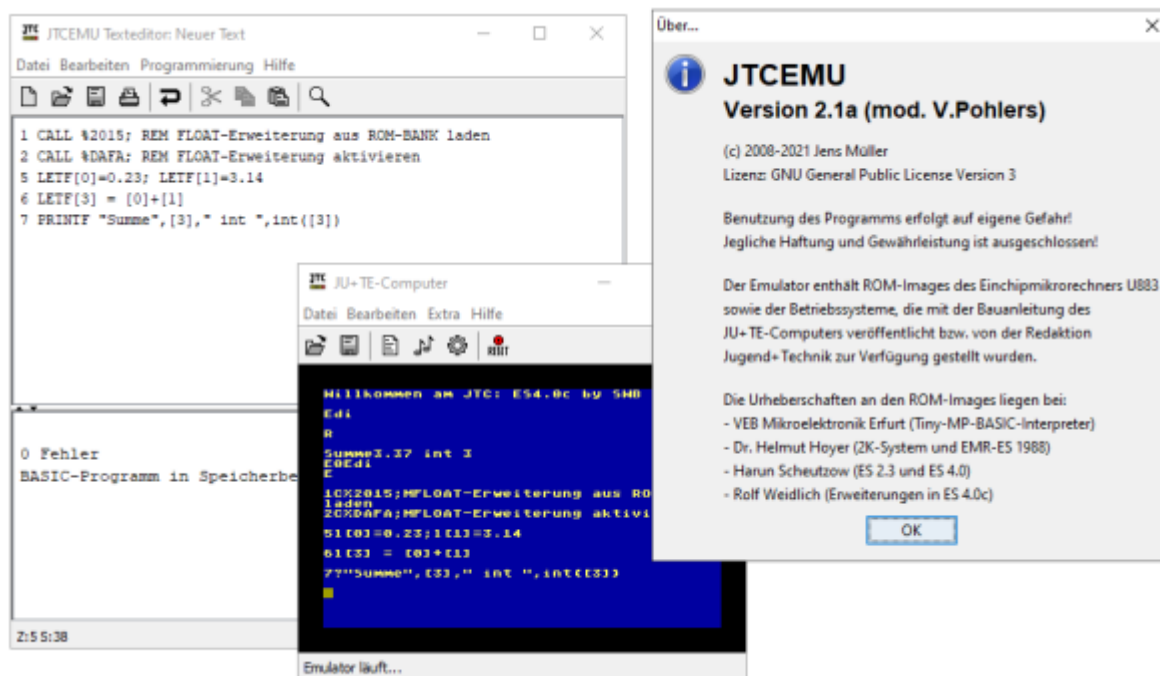 JTCEMU Texteditor: Neuer Text
Datei Bearbeiten Programmierung Hilfe
1 CALL %2015; REM FLOAT-Erweiterung aus ROM-BANK laden
2 CALL %DAFA; REM FLOAT-Erweiterung aktivieren
5 LETF[0]=0.23; LETF[1]=3.14
6 LETF[3] = [0]+[1]
7 PRINTF "Summe",[3]," int ",int([3])
0 Fehler
BASIC-Programm in Speicherbe
Z:5 S:38
JU+TE-Computer
Datei Bearbeiten Extra Hilfe
RESET
Willkommen am JTC: ES4.0c by SWB
Edi
R
Summe3.37 int 3
E0Edi
E
1CX2015;MFLOAT-Erweiterung aus RO
laden
2CXDAFA;MFLOAT-Erweiterung aktivi
5l[0]=0.23;l[1]=3.14
6l[3] = [0]+[1]
7?"Summe",[3]," int ",int([3])
Emulator läuft...
Über...
JTCEMU
Version 2.1a (mod. V.Pohlers)
(c) 2008-2021 Jens Müller
Lizenz: GNU General Public License Version 3
Benutzung des Programms erfolgt auf eigene Gefahr!
Jegliche Haftung und Gewährleistung ist ausgeschlossen!
Der Emulator enthält ROM-Images des Einchipmikrorechners U883
sowie der Betriebssysteme, die mit der Bauanleitung des
JU+TE-Computers veröffentlicht bzw. von der Redaktion
Jugend+Technik zur Verfügung gestellt wurden.
Die Urheberschaften an den ROM-Images liegen bei:
- VEB Mikroelektronik Erfurt (Tiny-MP-BASIC-Interpreter)
- Dr. Helmut Hoyer (2K-System und EMR-ES 1988)
- Harun Scheutzow (ES 2.3 und ES 4.0)
- Rolf Weidlich (Erweiterungen in ES 4.0c)
OK